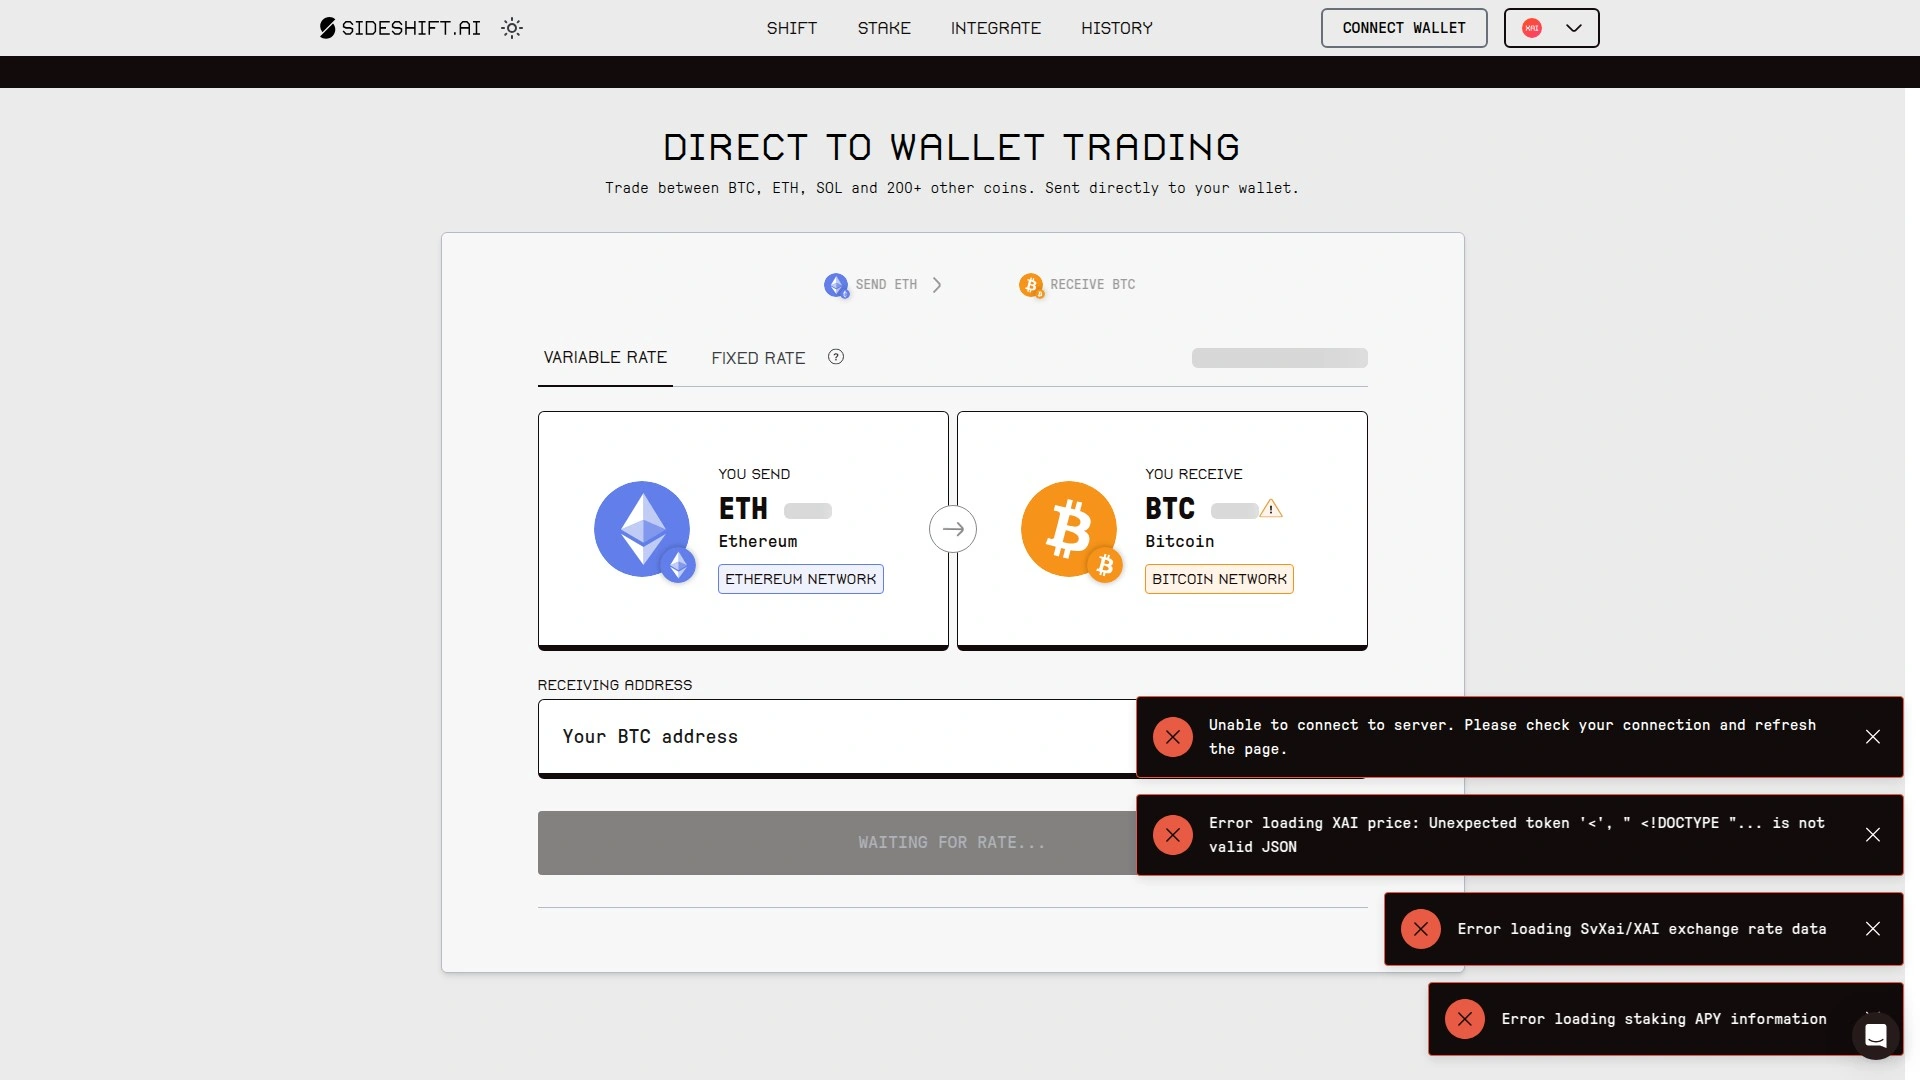 SIDESHIFT.AI
SHIFT
STAKE
INTEGRATE
HISTORY
CONNECT WALLET
XAI
DIRECT TO WALLET TRADING
Trade between BTC, ETH, SOL and 200+ other coins. Sent directly to your wallet.
SEND ETH
RECEIVE BTC
VARIABLE RATE
FIXED RATE
?
YOU SEND
ETH
Ethereum
ETHEREUM NETWORK
YOU RECEIVE
BTC
Bitcoin
BITCOIN NETWORK
RECEIVING ADDRESS
Your BTC address
WAITING FOR RATE...
Unable to connect to server. Please check your connection and refresh
the page.
Error loading XAI price: Unexpected token '<', " <!DOCTYPE "... is not
valid JSON
Error loading SvXai/XAI exchange rate data
Error loading staking APY information